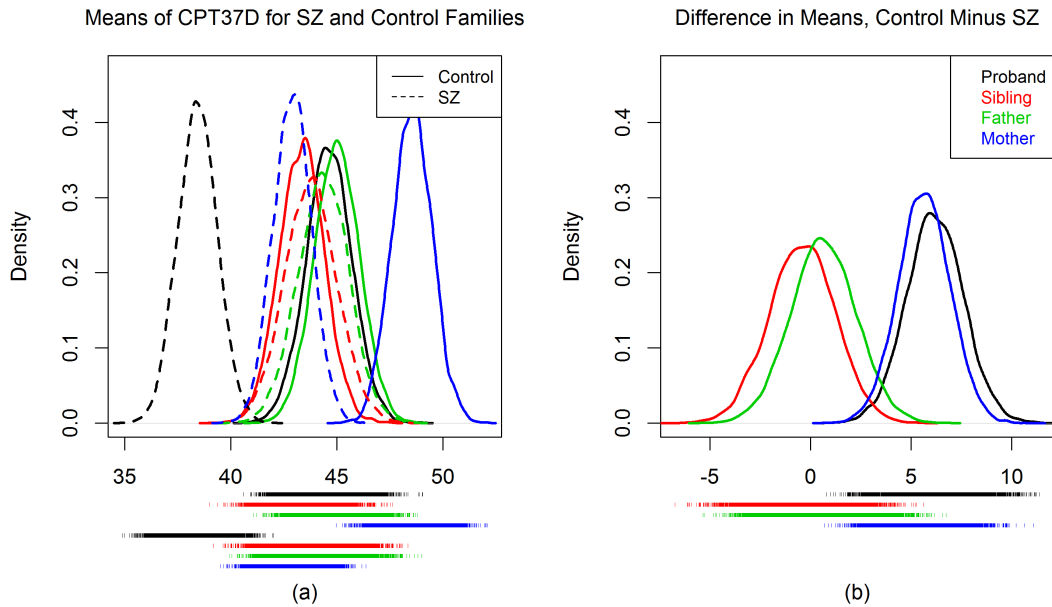 Means of CPT37D for SZ and Control Families
Control
SZ
Density
0.0 0.1 0.2 0.3 0.4
35 40 45 50
(a)
Difference in Means, Control Minus SZ
Proband
Sibling
Father
Mother
Density
0.0 0.1 0.2 0.3 0.4
-5 0 5 10
(b)